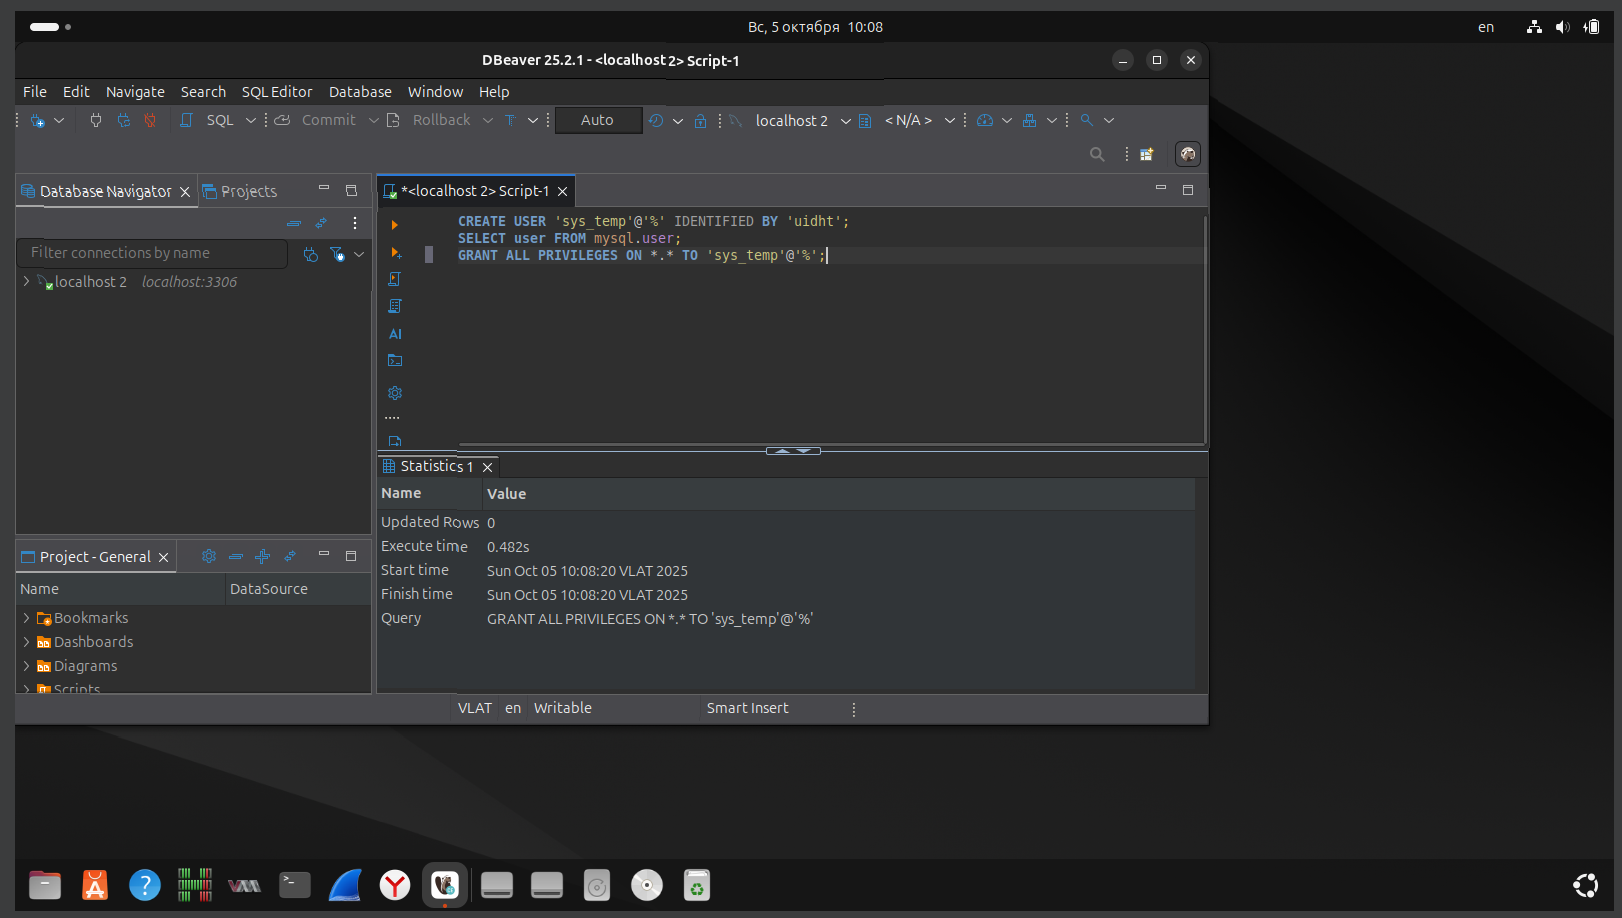 Вс, 5 октября 10:08
en
DBeaver 25.2.1 - <localhost 2> Script-1
File Edit Navigate Search SQL Editor Database Window Help
SQL Commit Rollback T Auto localhost 2 < N/A >
Database Navigator Projects
*<localhost 2> Script-1
Filter connections by name
localhost 2 localhost:3306
CREATE USER 'sys_temp'@'%' IDENTIFIED BY 'uidht';
SELECT user FROM mysql.user;
GRANT ALL PRIVILEGES ON *.* TO 'sys_temp'@'%';
AI
Statistics 1
Name Value
Updated Rows 0
Execute time 0.482s
Start time Sun Oct 05 10:08:20 VLAT 2025
Finish time Sun Oct 05 10:08:20 VLAT 2025
Query GRANT ALL PRIVILEGES ON *.* TO 'sys_temp'@'%'
Project - General
Name DataSource
Bookmarks
Dashboards
Diagrams
Scripts
VLAT en Writable Smart Insert